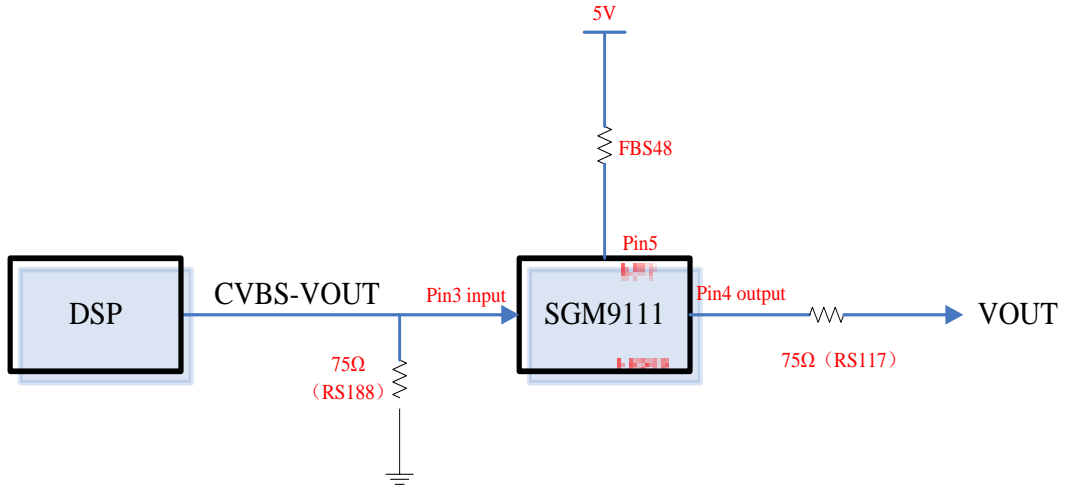 5V
FBS48
Pin5
DSP
CVBS-VOUT
Pin3 input
SGM9111
Pin4 output
VOUT
75Ω
（RS188）
75Ω（RS117）